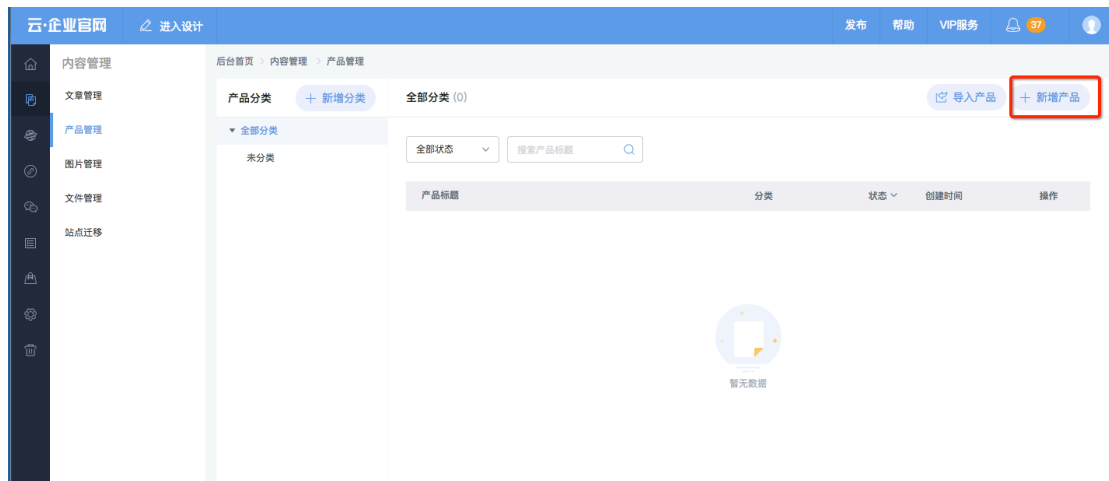 云·企业官网 进入设计 发布 帮助 VIP服务 37
内容管理
文章管理
产品管理
图片管理
文件管理
站点迁移
后台首页 > 内容管理 > 产品管理
产品分类 + 新增分类
全部分类
未分类
全部分类 (0) 导入产品 + 新增产品
全部状态 搜索产品标题
产品标题 分类 状态 创建时间 操作
暂无数据